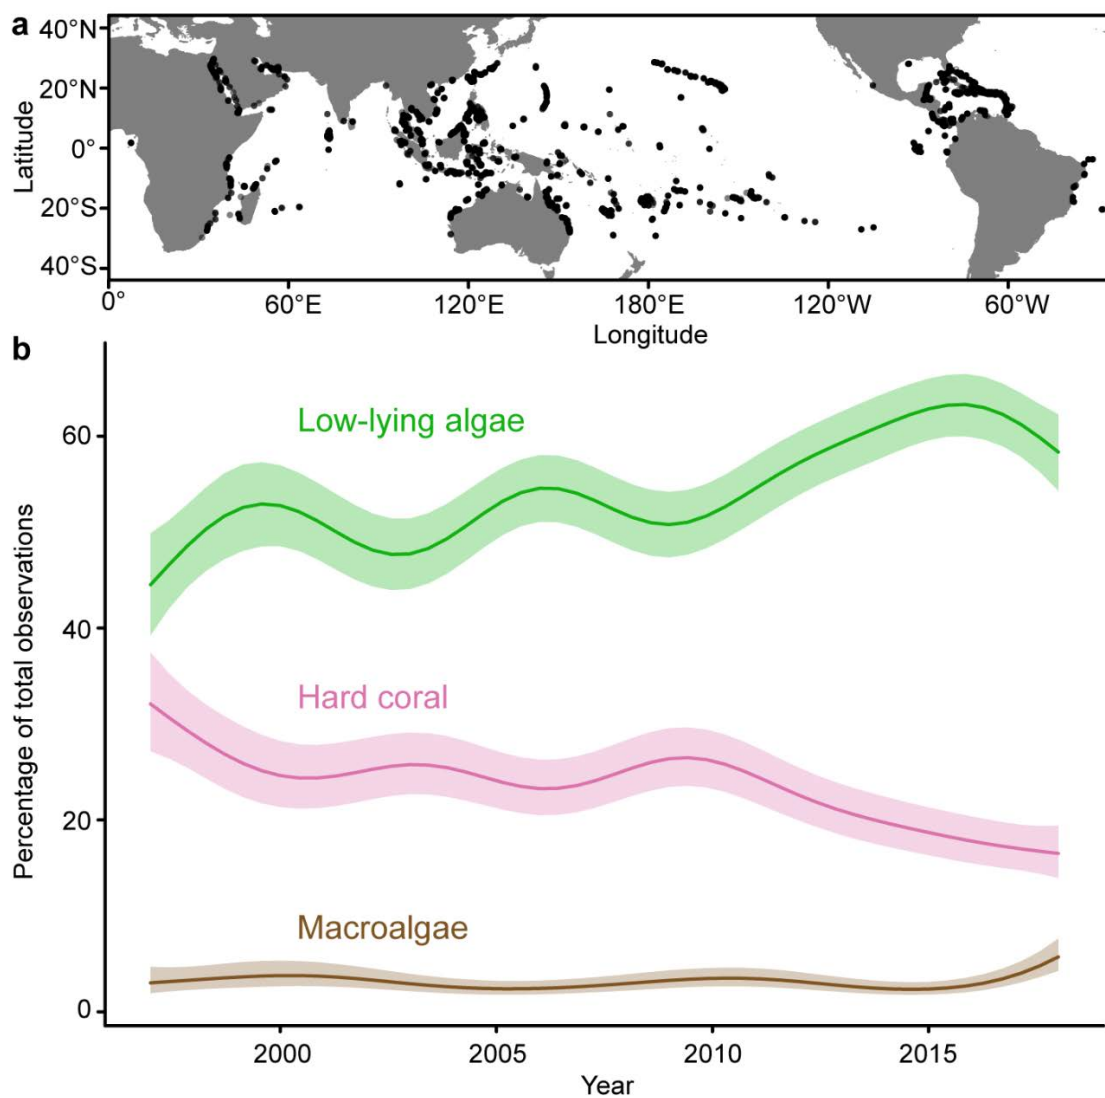 a
40°N
20°N
0°
20°S
40°S
Latitude
0°
60°E
120°E
180°E
120°W
60°W
Longitude
b
60
40
20
0
Percentage of total observations
Low-lying algae
Hard coral
Macroalgae
2000
2005
2010
2015
Year